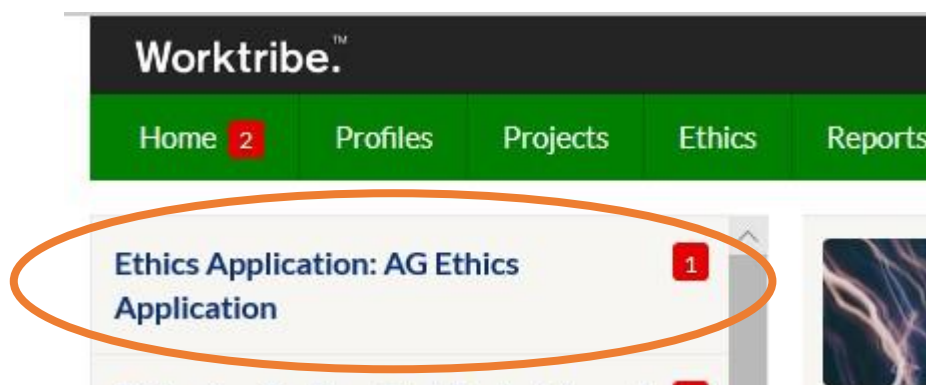 Worktribe.™
Home 2 Profiles Projects Ethics Reports
Ethics Application: AG Ethics 1
Application